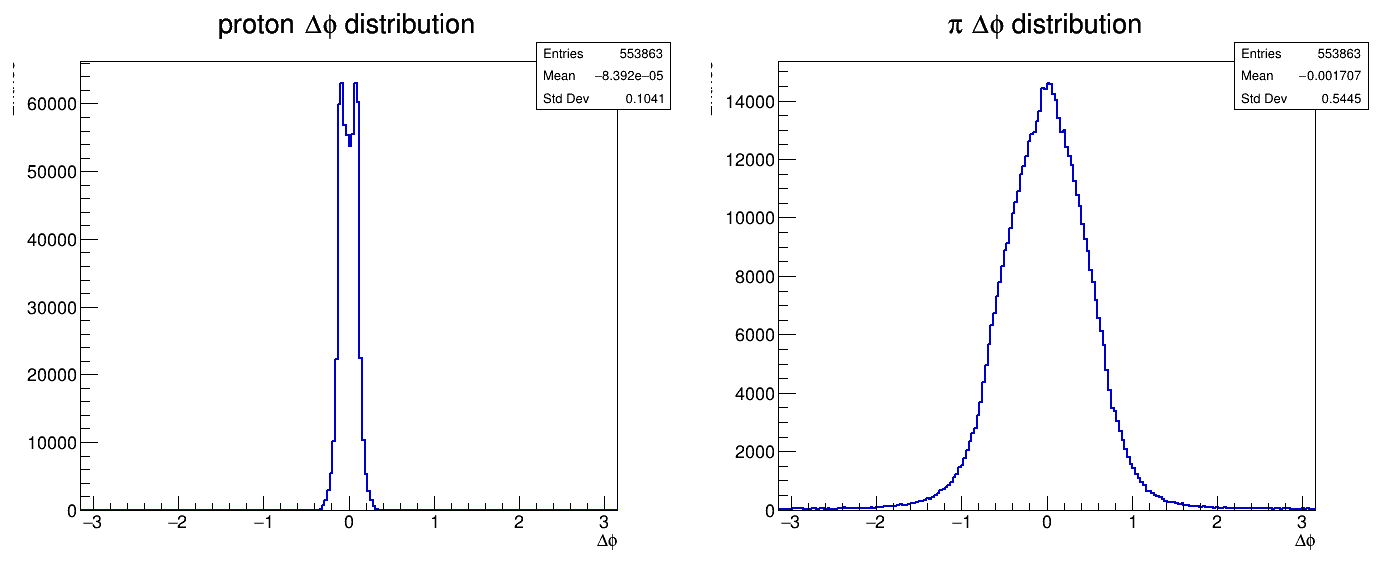 proton Δϕ distribution
Entries 553863
Mean −8.392e−05
Std Dev 0.1041
60000
50000
40000
30000
20000
10000
0
−3 −2 −1 0 1 2 3
Δϕ
π Δϕ distribution
Entries 553863
Mean −0.001707
Std Dev 0.5445
14000
12000
10000
8000
6000
4000
2000
0
−3 −2 −1 0 1 2 3
Δϕ